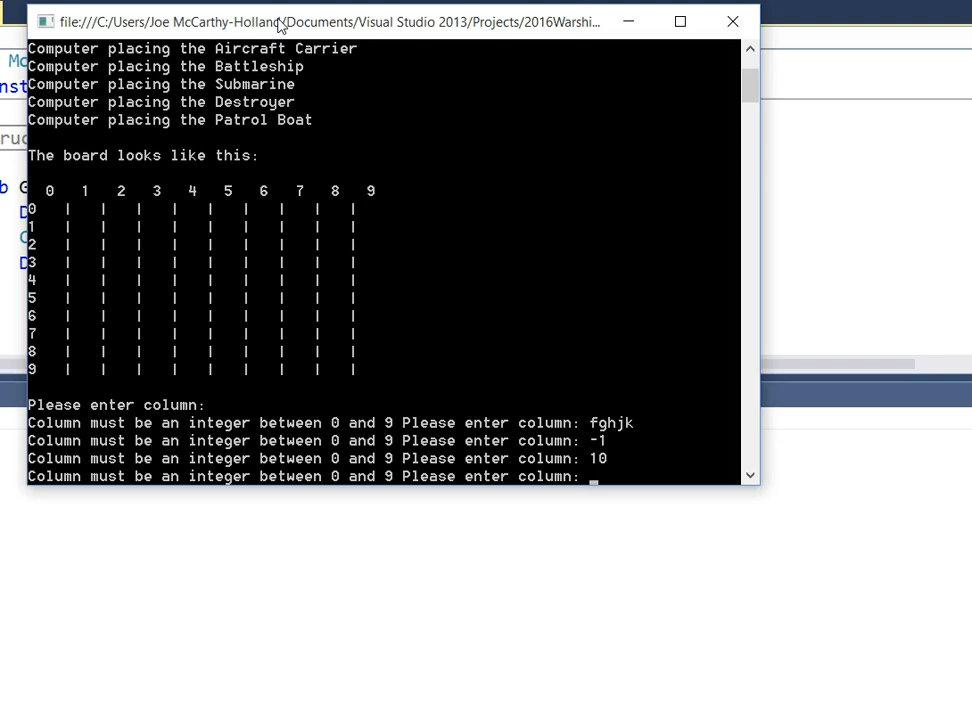 file:///C:/Users/Joe McCarthy-Holland/Documents/Visual Studio 2013/Projects/2016Warshi...
Computer placing the Aircraft Carrier
Computer placing the Battleship
Computer placing the Submarine
Computer placing the Destroyer
Computer placing the Patrol Boat
The board looks like this:
0 1 2 3 4 5 6 7 8 9
0 | | | | | | | | |
1 | | | | | | | | |
2 | | | | | | | | |
3 | | | | | | | | |
4 | | | | | | | | |
5 | | | | | | | | |
6 | | | | | | | | |
7 | | | | | | | | |
8 | | | | | | | | |
9 | | | | | | | | |
Please enter column:
Column must be an integer between 0 and 9 Please enter column: fghjk
Column must be an integer between 0 and 9 Please enter column: -1
Column must be an integer between 0 and 9 Please enter column: 10
Column must be an integer between 0 and 9 Please enter column: